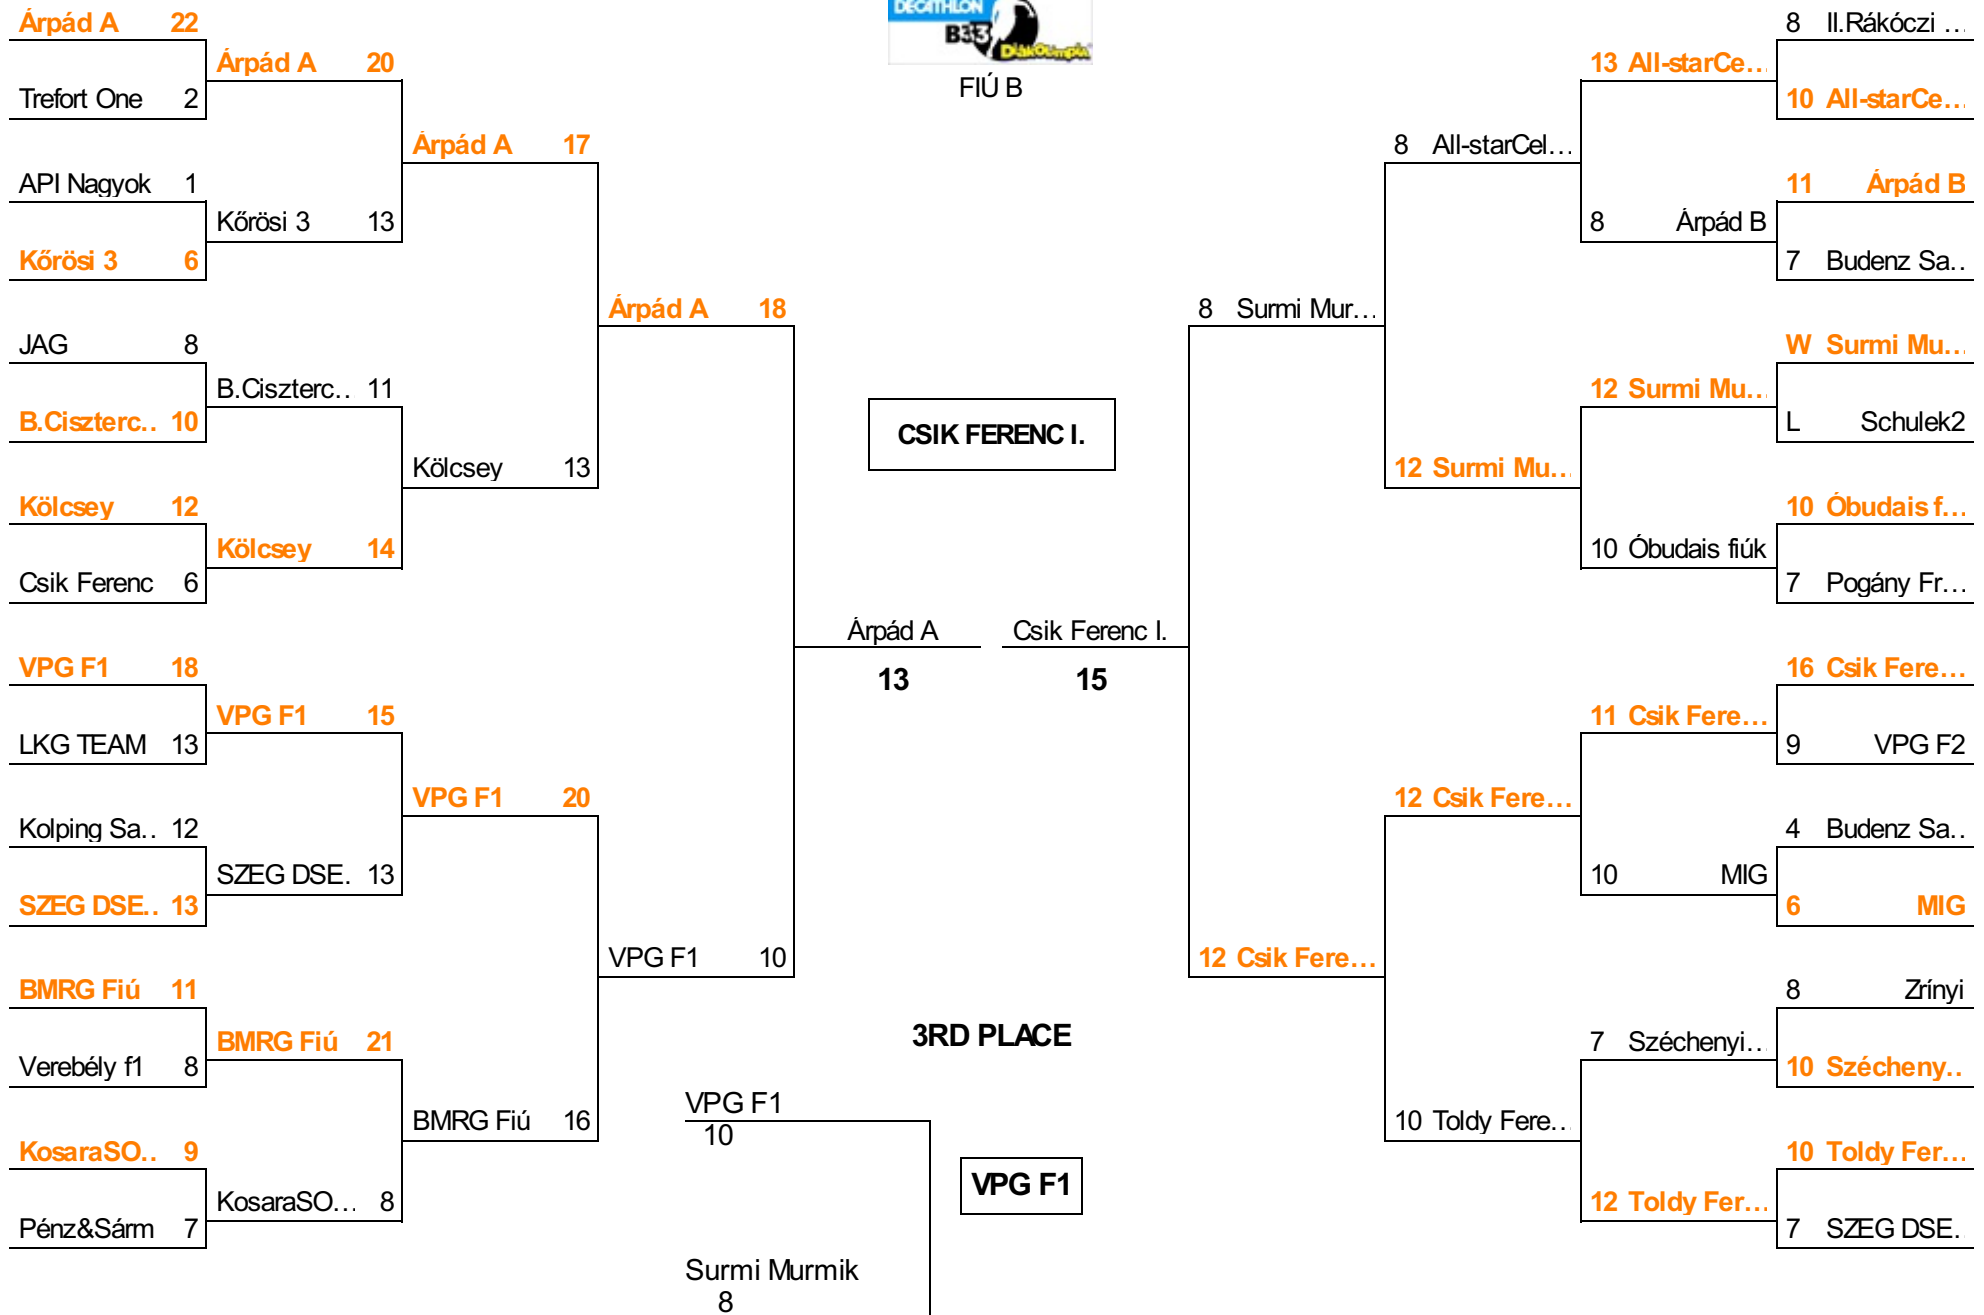 DECATHLON
B33
DiákOlimpia
FIÚ B
Árpád A 22
Trefort One 2
API Nagyok 1
Kőrösi 3 6
JAG 8
B.Ciszterc.. 10
Kölcsey 12
Csik Ferenc 6
VPG F1 18
LKG TEAM 13
Kolping Sa.. 12
SZEG DSE.. 13
BMRG Fiú 11
Verebély f1 8
KosaraSO.. 9
Pénz&Sárm 7
Árpád A 20
Kőrösi 3 13
B.Ciszterc.. 11
Kölcsey 14
VPG F1 15
SZEG DSE. 13
BMRG Fiú 21
KosaraSO... 8
Árpád A 17
Kölcsey 13
VPG F1 20
BMRG Fiú 16
Árpád A 18
VPG F1 10
CSIK FERENC I.
Árpád A
13
Csik Ferenc I.
15
3RD PLACE
VPG F1
10
VPG F1
Surmi Murmik
8
8 Surmi Mur...
12 Csik Fere...
8 All-starCel...
12 Surmi Mu...
12 Csik Fere...
10 Toldy Fere..
13 All-starCe...
8 Árpád B
12 Surmi Mu...
10 Óbudais fiúk
11 Csik Fere...
10 MIG
7 Széchenyi...
12 Toldy Fer...
8 II.Rákóczi ...
10 All-starCe...
11 Árpád B
7 Budenz Sa..
W Surmi Mu...
L Schulek2
10 Óbudais f...
7 Pogány Fr...
16 Csik Fere...
9 VPG F2
4 Budenz Sa..
6 MIG
8 Zrínyi
10 Szécheny..
10 Toldy Fer...
7 SZEG DSE.